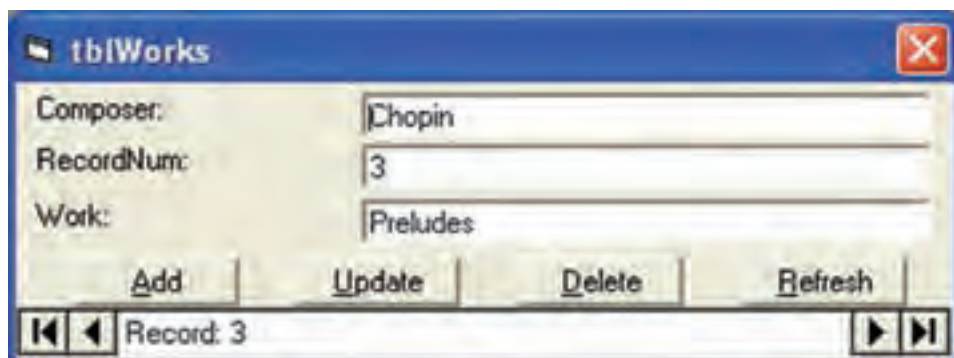 tblWorks
Composer: Chopin
RecordNum: 3
Work: Preludes
Add Update Delete Refresh
Record: 3